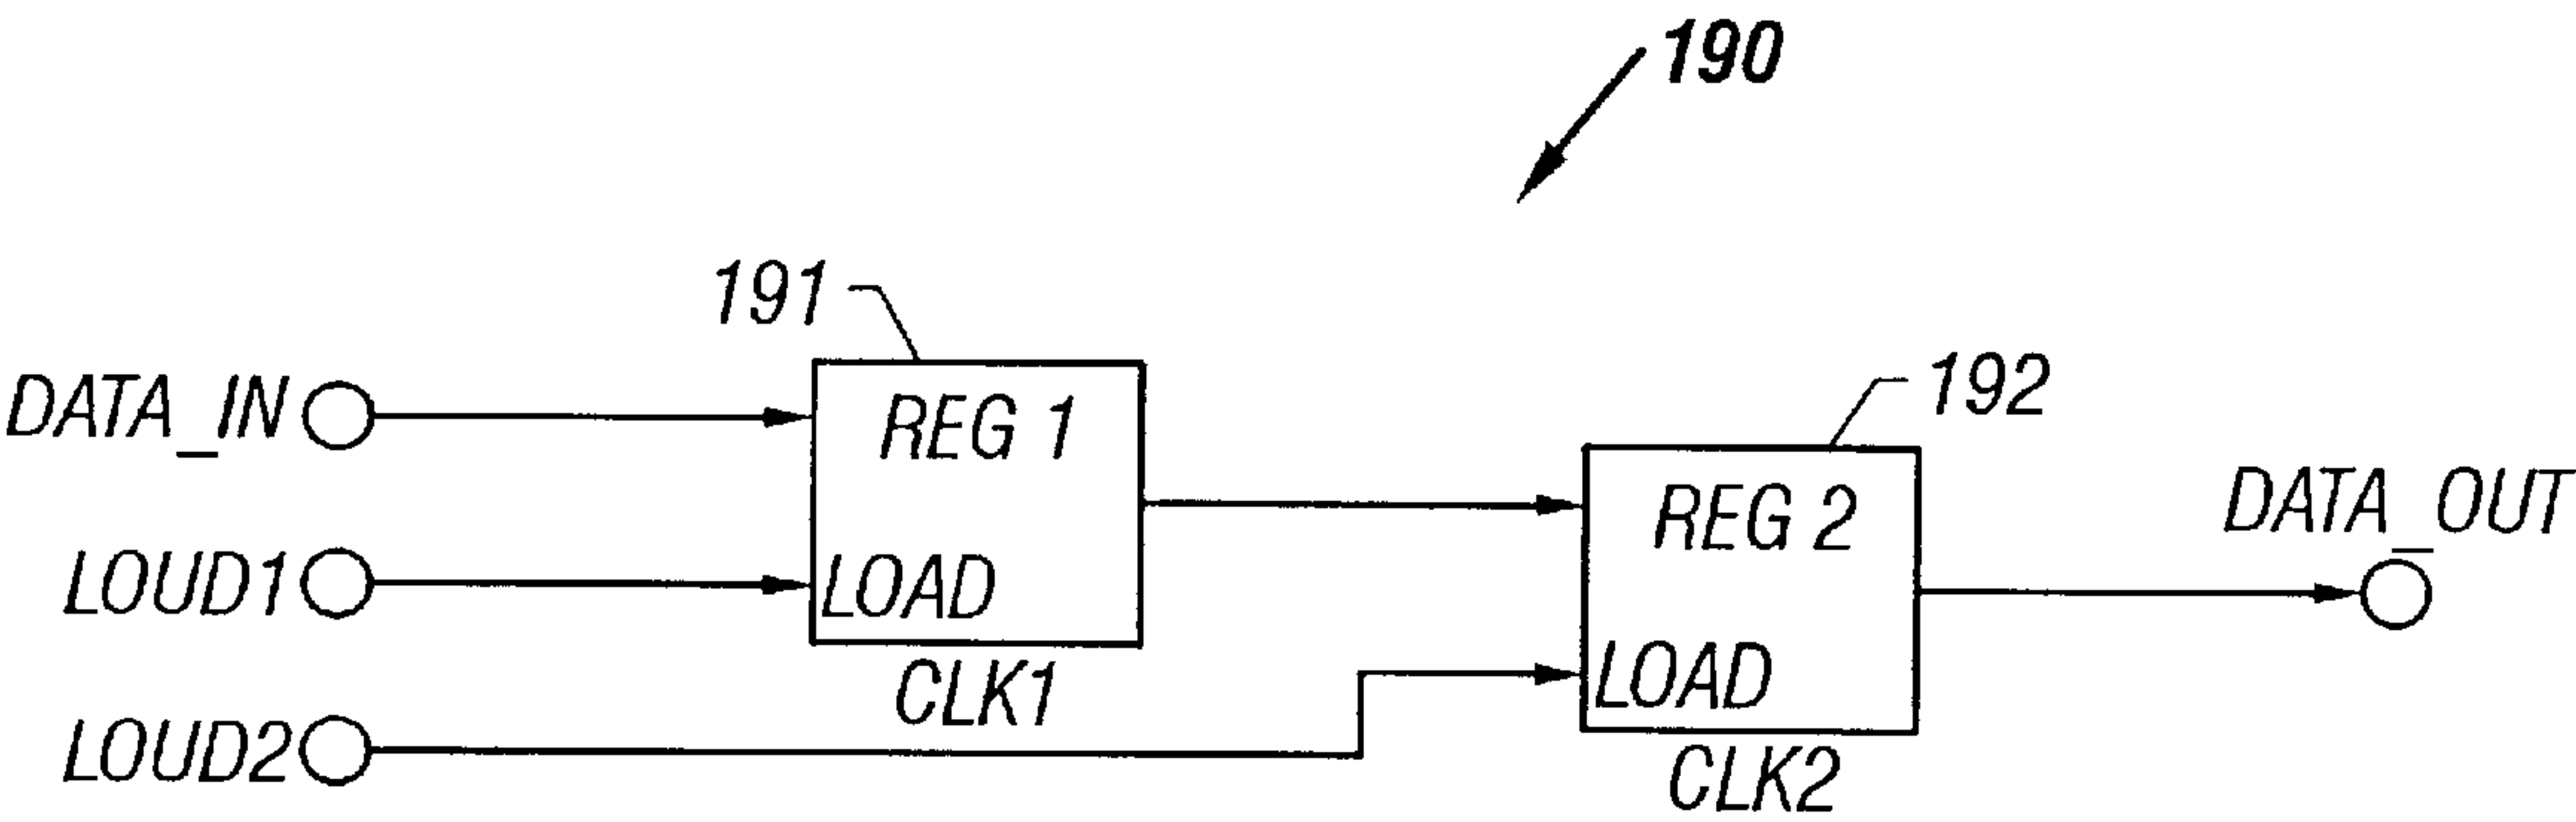 190
191
192
DATA_IN
REG 1
REG 2
DATA_OUT
LOUD1
LOAD
LOAD
CLK1
LOUD2
CLK2